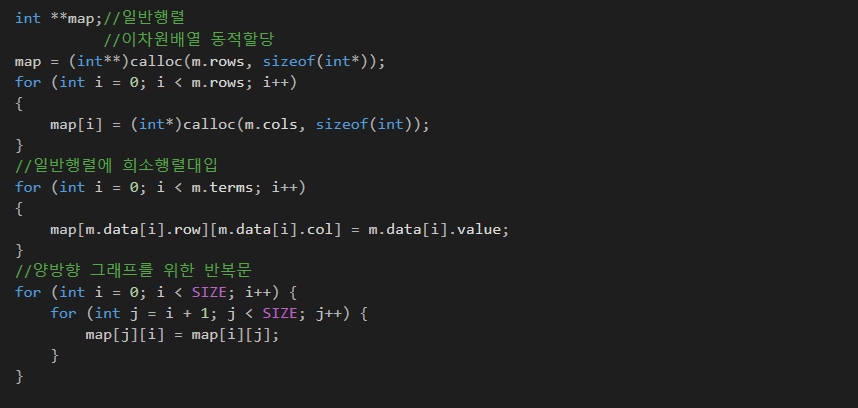 int **map;//일반행렬
//이차원배열 동적할당
map = (int**)calloc(m.rows, sizeof(int*));
for (int i = 0; i < m.rows; i++)
{
map[i] = (int*)calloc(m.cols, sizeof(int));
}
//일반행렬에 희소행렬대입
for (int i = 0; i < m.terms; i++)
{
map[m.data[i].row][m.data[i].col] = m.data[i].value;
}
//양방향 그래프를 위한 반복문
for (int i = 0; i < SIZE; i++) {
for (int j = i + 1; j < SIZE; j++) {
map[j][i] = map[i][j];
}
}